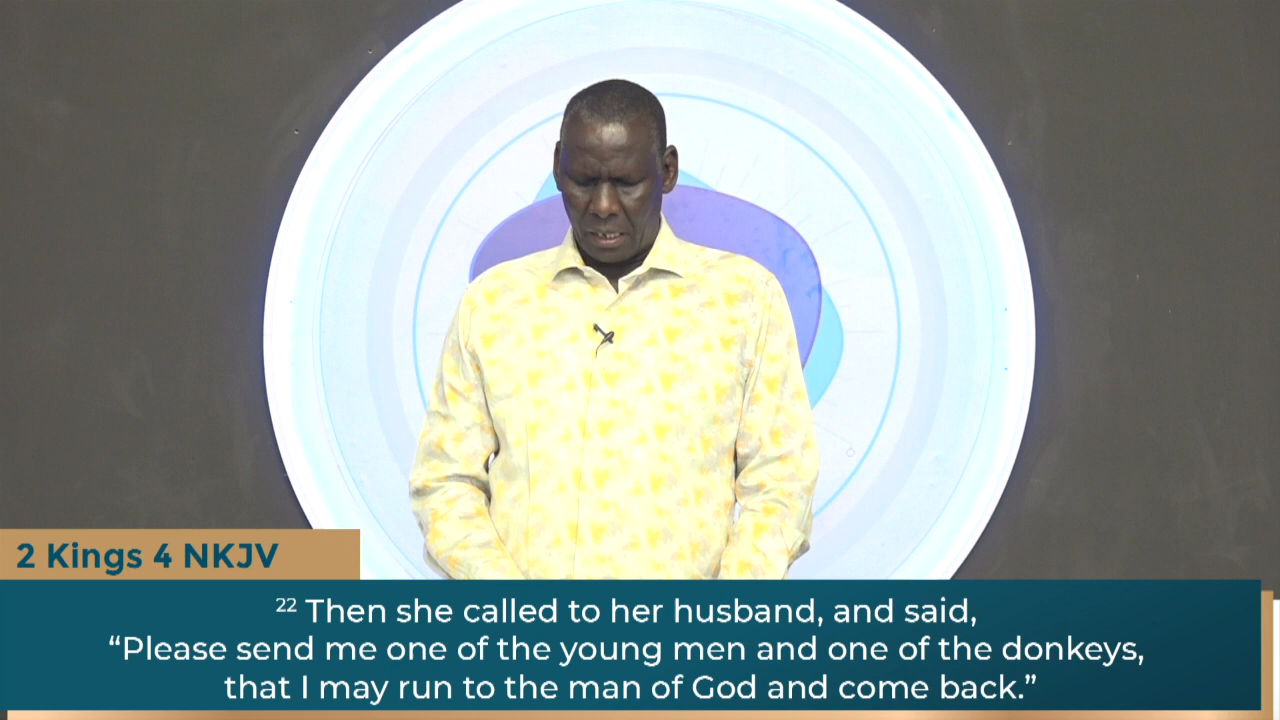 2 Kings 4 NKJV
22 Then she called to her husband, and said,
“Please send me one of the young men and one of the donkeys,
that I may run to the man of God and come back.”